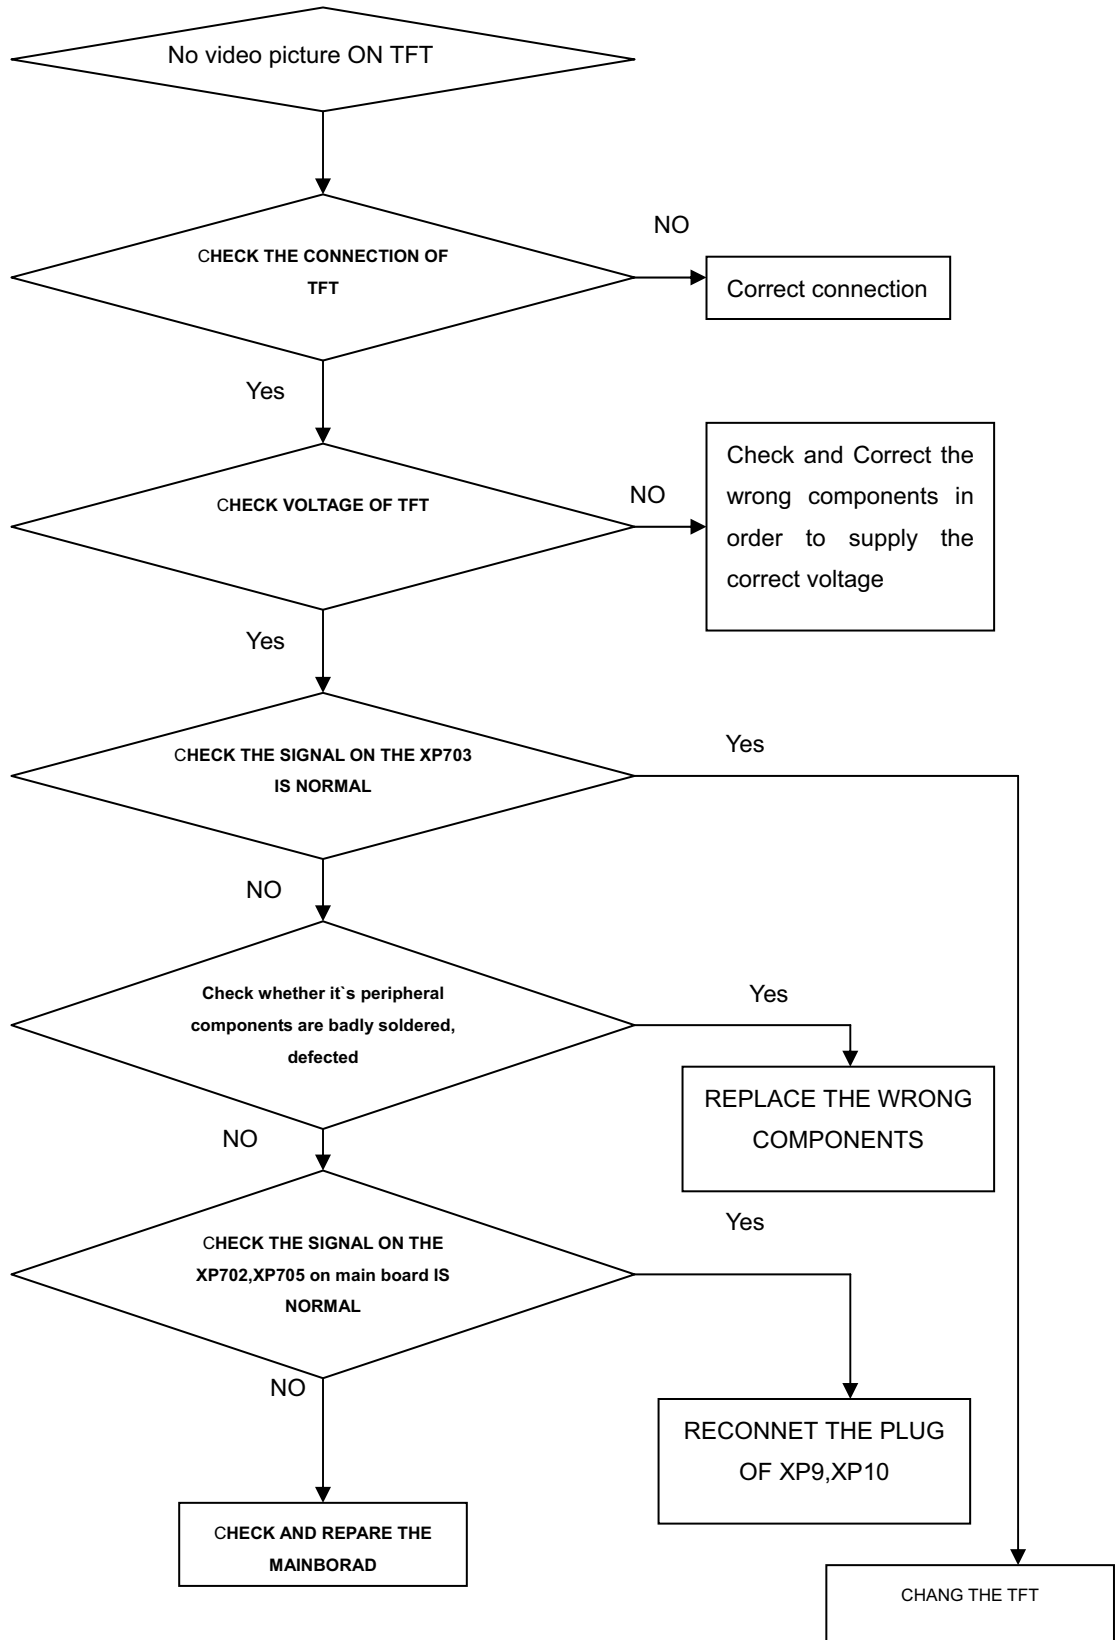 No video picture ON TFT
NO
CHECK THE CONNECTION OF
TFT
Correct connection
Yes
Check and Correct the
wrong components in
order to supply the
correct voltage
NO
CHECK VOLTAGE OF TFT
Yes
Yes
CHECK THE SIGNAL ON THE XP703
IS NORMAL
NO
Check whether it`s peripheral
components are badly soldered,
defected
Yes
REPLACE THE WRONG
COMPONENTS
NO
Yes
CHECK THE SIGNAL ON THE
XP702,XP705 on main board IS
NORMAL
NO
RECONNET THE PLUG
OF XP9,XP10
CHECK AND REPARE THE
MAINBORAD
CHANG THE TFT